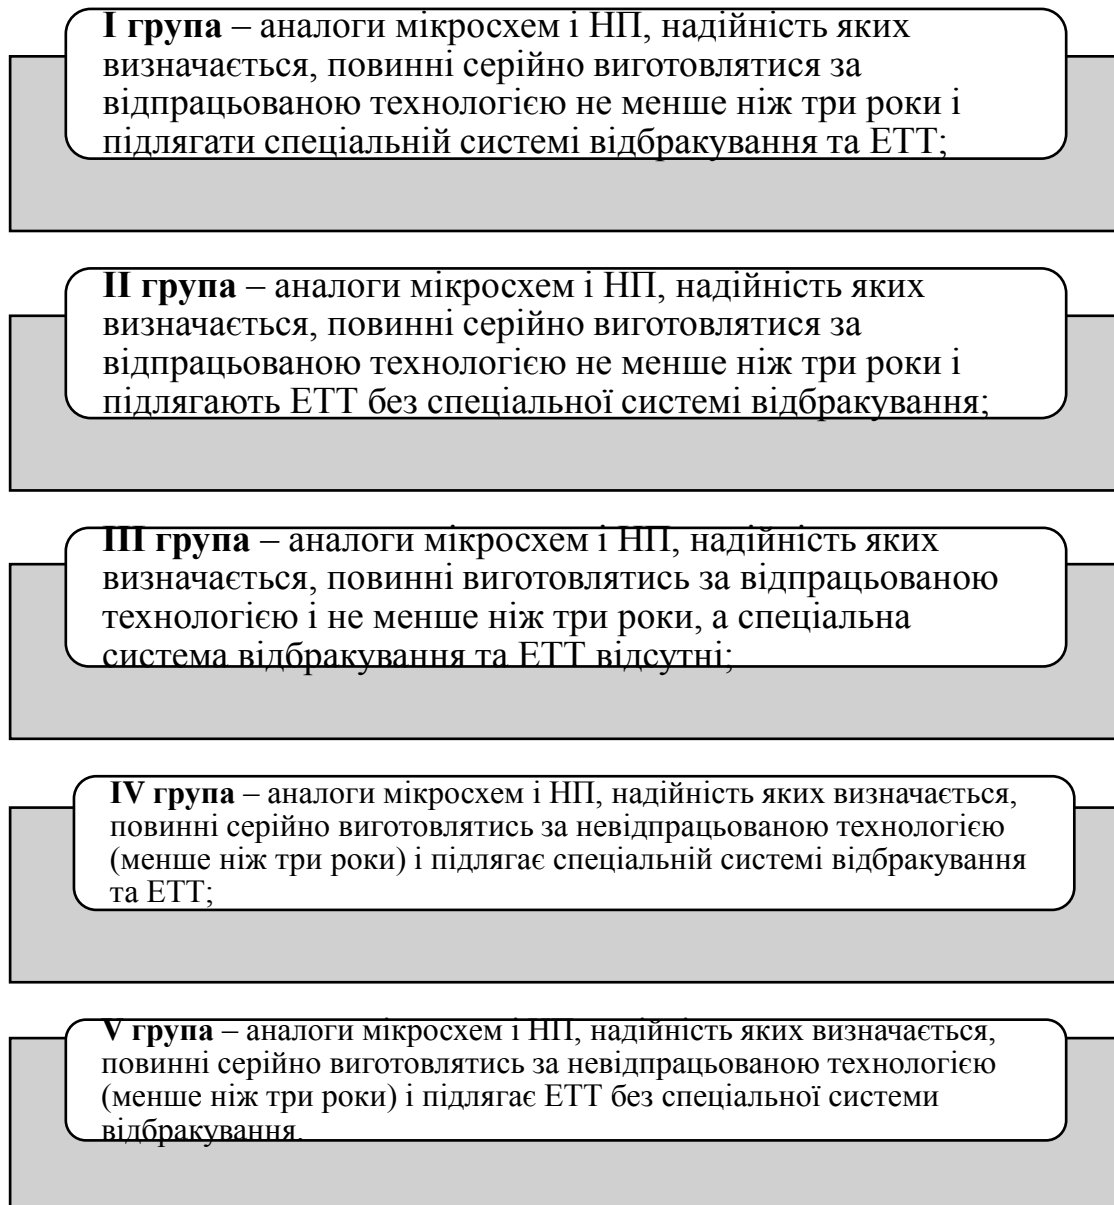 I група – аналоги мікросхем і НП, надійність яких
визначається, повинні серійно виготовлятися за
відпрацьованою технологією не менше ніж три роки і
підлягати спеціальній системі відбракування та ЕТТ;
II група – аналоги мікросхем і НП, надійність яких
визначається, повинні серійно виготовлятися за
відпрацьованою технологією не менше ніж три роки і
підлягають ЕТТ без спеціальної системі відбракування;
III група – аналоги мікросхем і НП, надійність яких
визначається, повинні виготовлятись за відпрацьованою
технологією і не менше ніж три роки, а спеціальна
система відбракування та ЕТТ відсутні;
IV група – аналоги мікросхем і НП, надійність яких визначається,
повинні серійно виготовлятись за невідпрацьованою технологією
(менше ніж три роки) і підлягає спеціальній системі відбракування
та ЕТТ;
V група – аналоги мікросхем і НП, надійність яких визначається,
повинні серійно виготовлятись за невідпрацьованою технологією
(менше ніж три роки) і підлягає ЕТТ без спеціальної системи
відбракування.